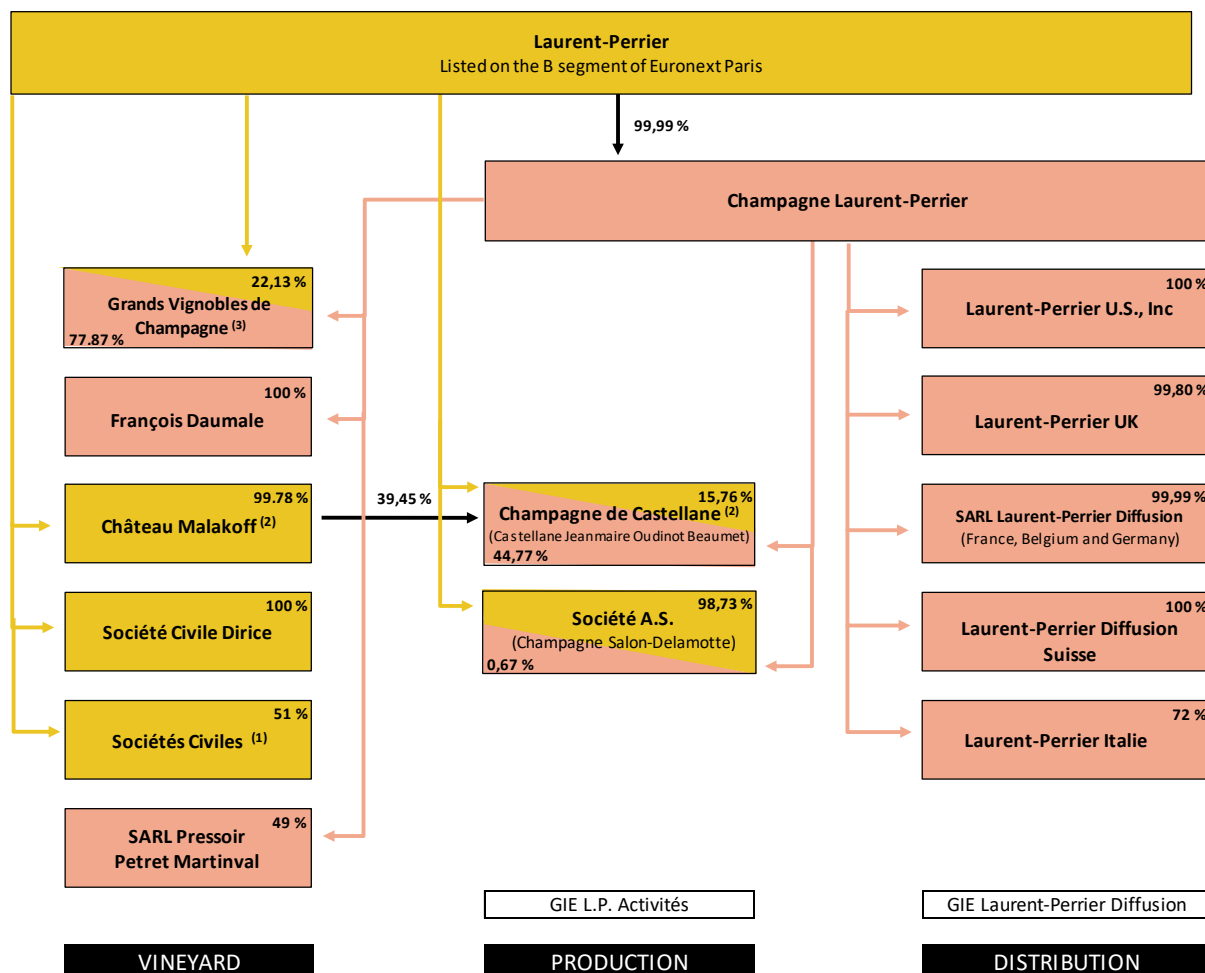 Laurent-Perrier
Listed on the B segment of Euronext Paris
99,99 %
Champagne Laurent-Perrier
22,13 %
Grands Vignobles de
Champagne (3)
77.87 %
100 %
François Daumale
99.78 %
Château Malakoff (2)
39,45 %
100 %
Société Civile Dirice
51 %
Sociétés Civiles (1)
49 %
SARL Pressoir
Petret Martinval
15,76 %
Champagne de Castellane (2)
(Castellane Jeanmaire Oudinot Beaumet)
44,77 %
98,73 %
Société A.S.
(Champagne Salon-Delamotte)
0,67 %
100 %
Laurent-Perrier U.S., Inc
99,80 %
Laurent-Perrier UK
99,99 %
SARL Laurent-Perrier Diffusion
(France, Belgium and Germany)
100 %
Laurent-Perrier Diffusion
Suisse
72 %
Laurent-Perrier Italie
GIE L.P. Activités
GIE Laurent-Perrier Diffusion
VINEYARD
PRODUCTION
DISTRIBUTION